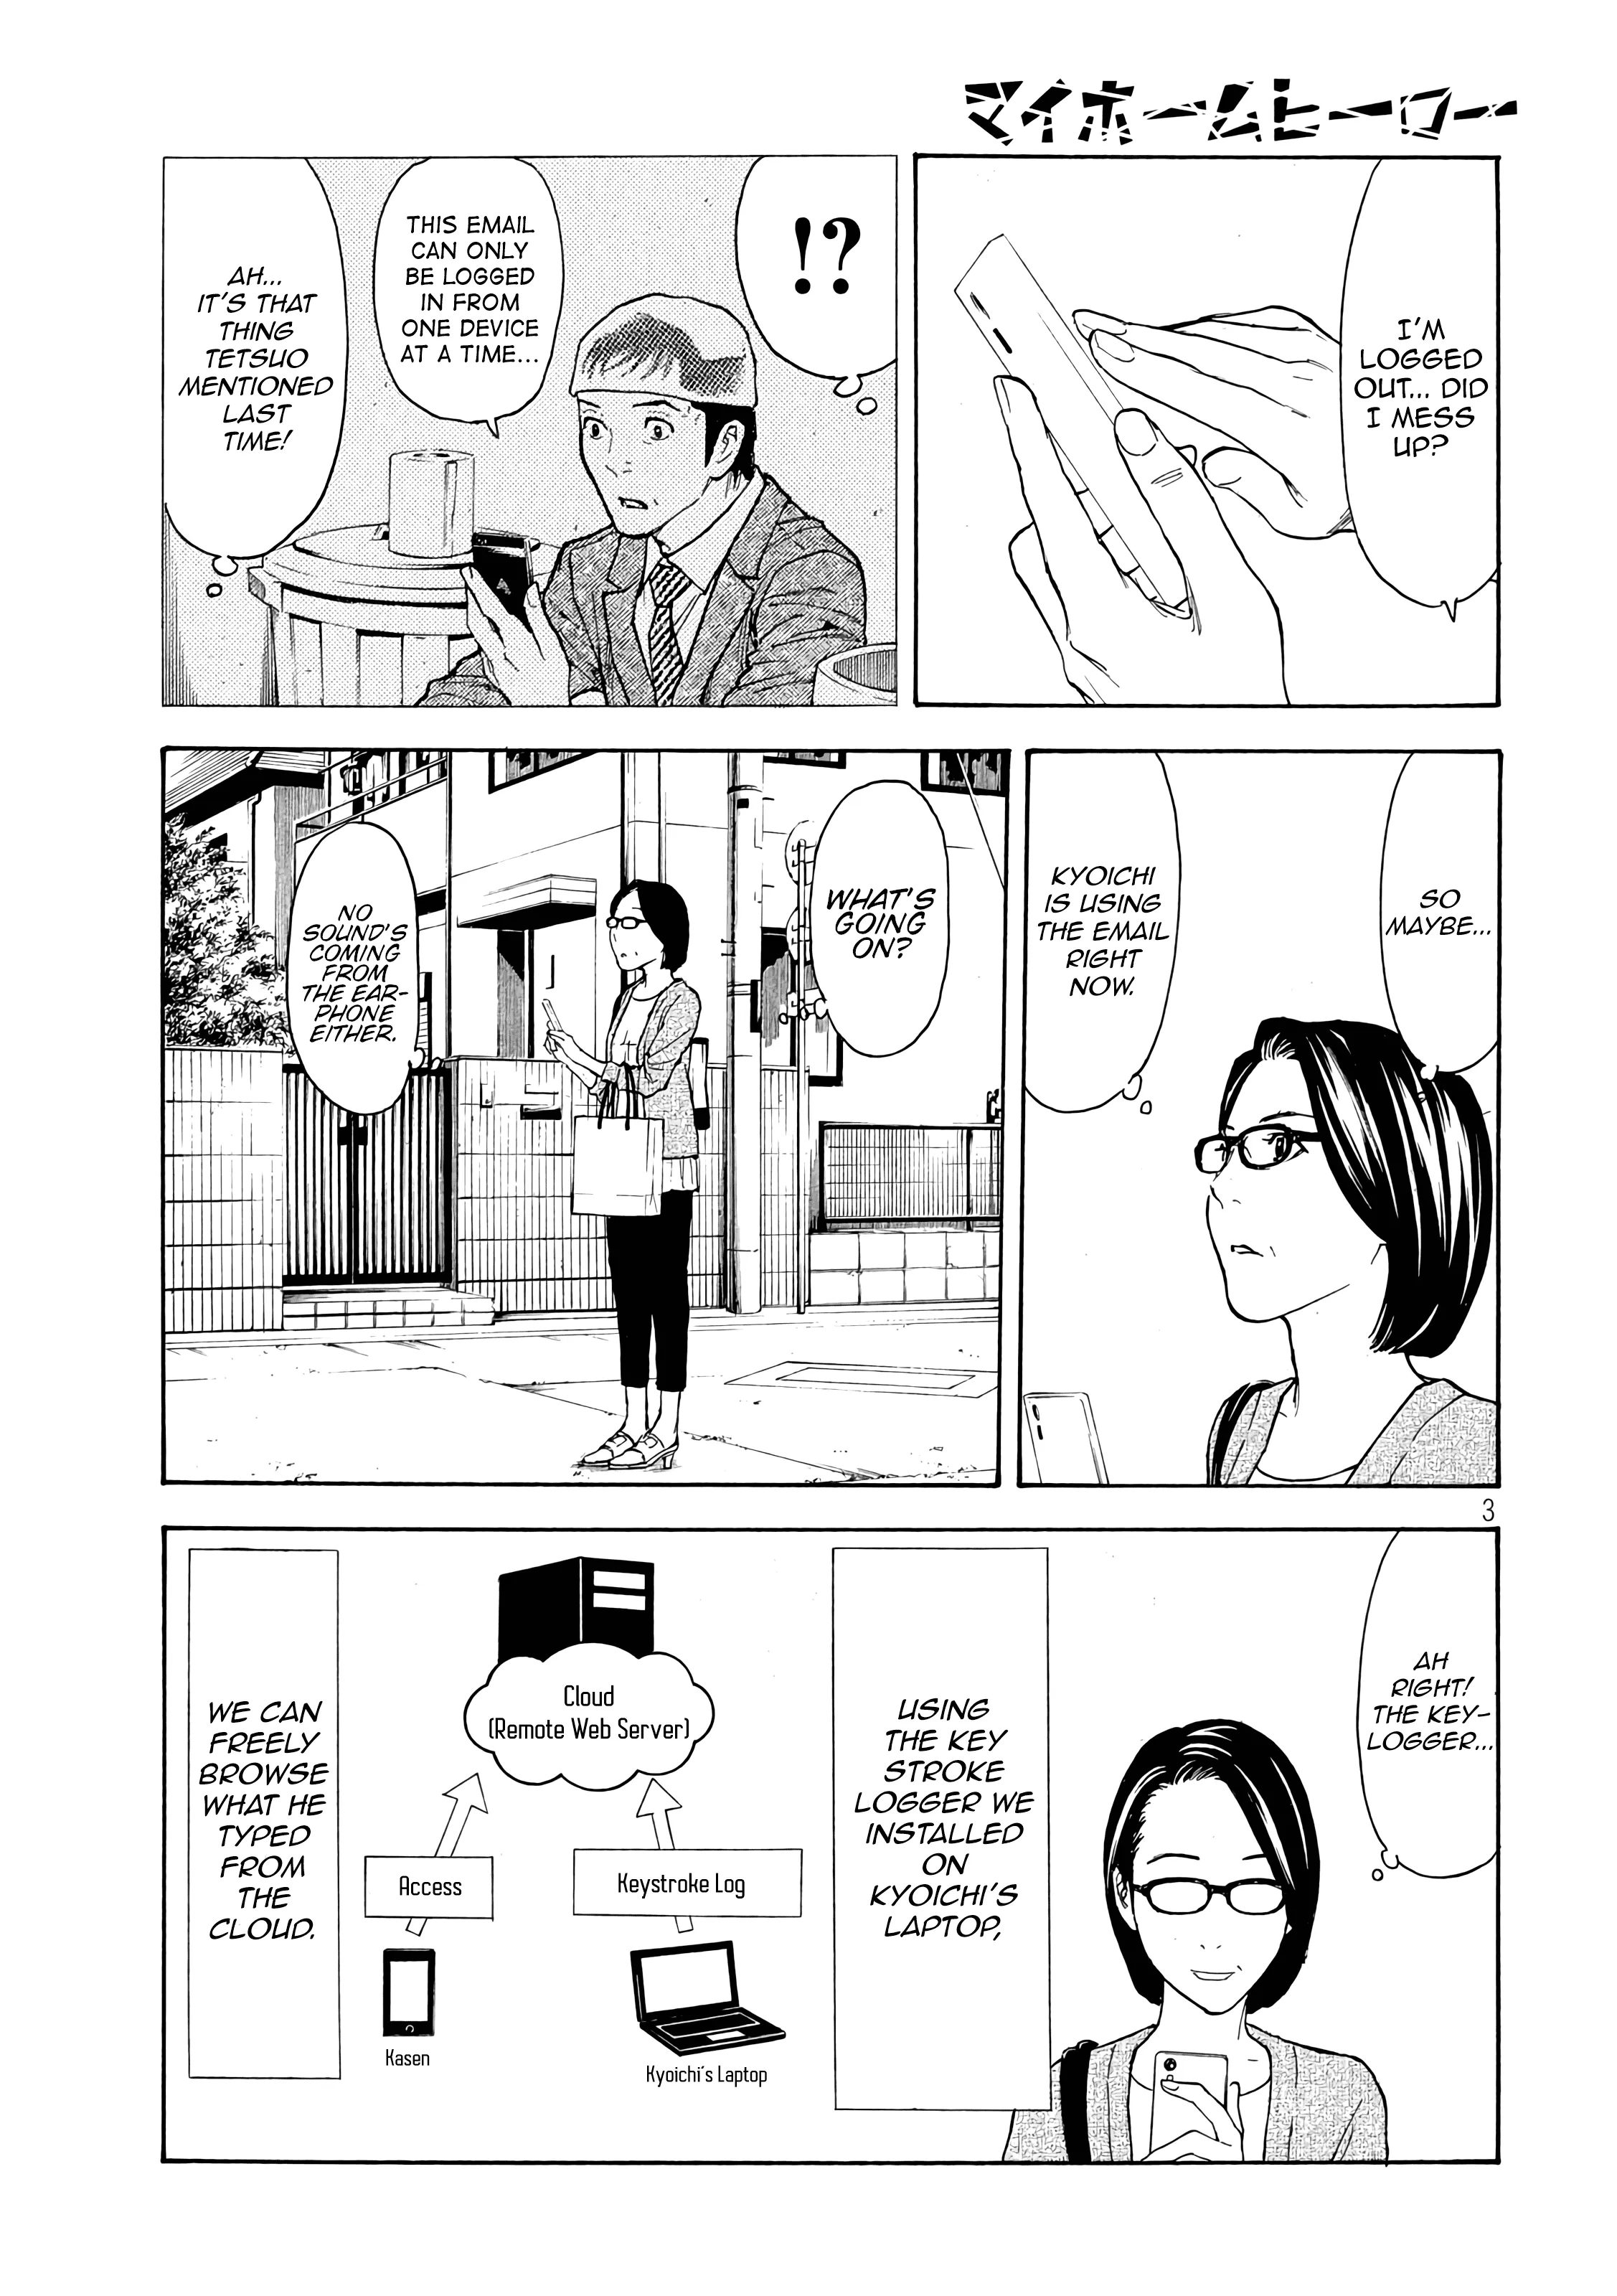 マイホームヒーロー
I'M
LOGGED
OUT... DID
I MESS
UP?
!?
THIS EMAIL
CAN ONLY
BE LOGGED
IN FROM
ONE DEVICE
AT A TIME...
AH...
IT'S THAT
THING
TETSUO
MENTIONED
LAST
TIME!
SO
MAYBE...
KYOICHI
IS USING
THE EMAIL
RIGHT
NOW.
WHAT'S
GOING
ON?
NO
SOUND'S
COMING
FROM
THE EAR-
PHONE
EITHER.
3
AH
RIGHT!
THE KEY-
LOGGER...
USING
THE KEY
STROKE
LOGGER WE
INSTALLED
ON
KYOICHI'S
LAPTOP,
Cloud
(Remote Web Server)
Access
Keystroke Log
Kasen
Kyoichi's Laptop
WE CAN
FREELY
BROWSE
WHAT HE
TYPED
FROM
THE
CLOUD.